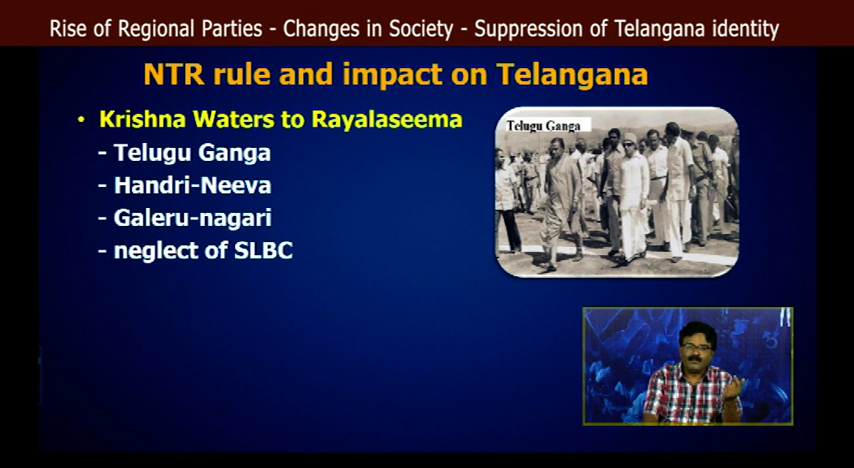 Rise of Regional Parties - Changes in Society - Suppression of Telangana identity
NTR rule and impact on Telangana
• Krishna Waters to Rayalaseema
- Telugu Ganga
- Handri-Neeva
- Galeru-nagari
- neglect of SLBC
Telugu Ganga